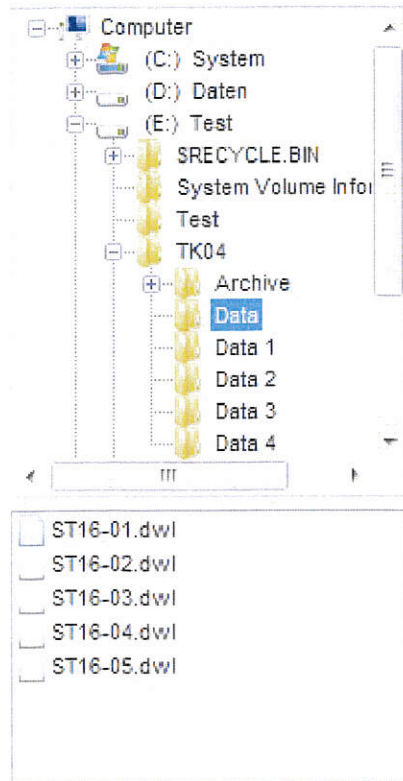 Computer
(C:) System
(D:) Daten
(E:) Test
SRECYCLE.BIN
System Volume Infor
Test
TK04
Archive
Data
Data 1
Data 2
Data 3
Data 4
ST16-01.dwl
ST16-02.dwl
ST16-03.dwl
ST16-04.dwl
ST16-05.dwl